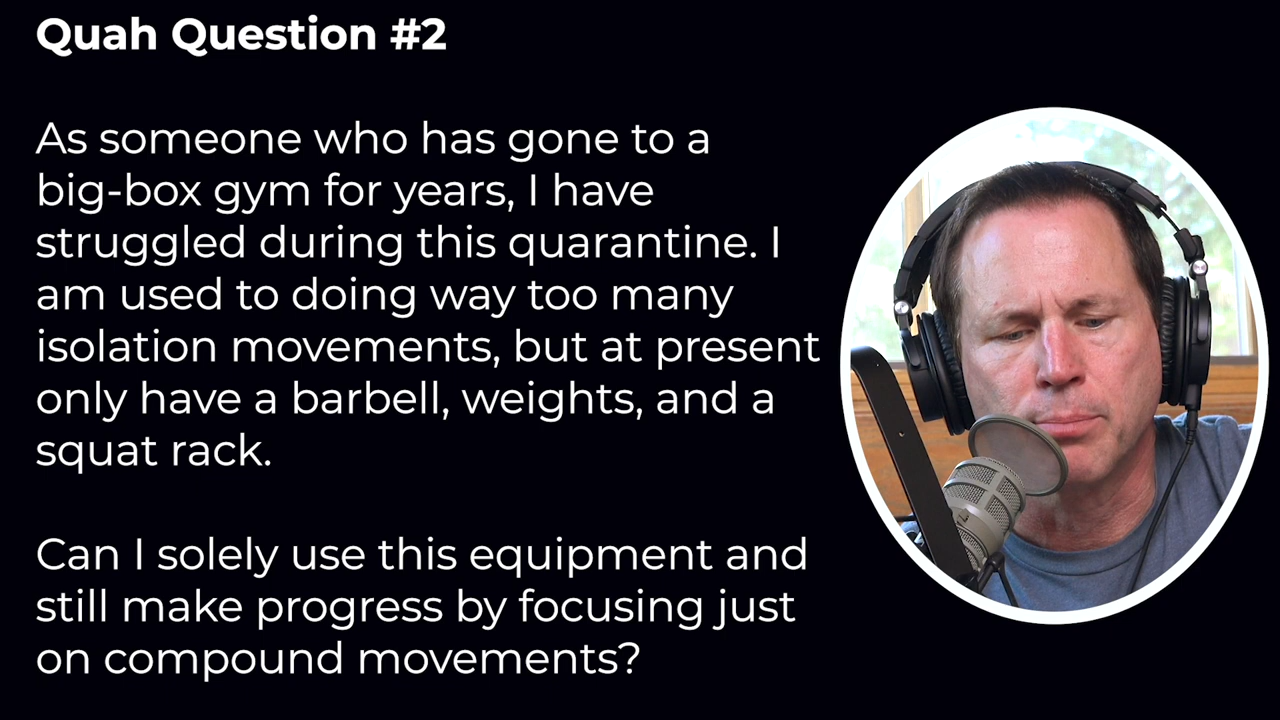 Quah Question #2
As someone who has gone to a
big-box gym for years, I have
struggled during this quarantine. I
am used to doing way too many
isolation movements, but at present
only have a barbell, weights, and a
squat rack.
Can I solely use this equipment and
still make progress by focusing just
on compound movements?